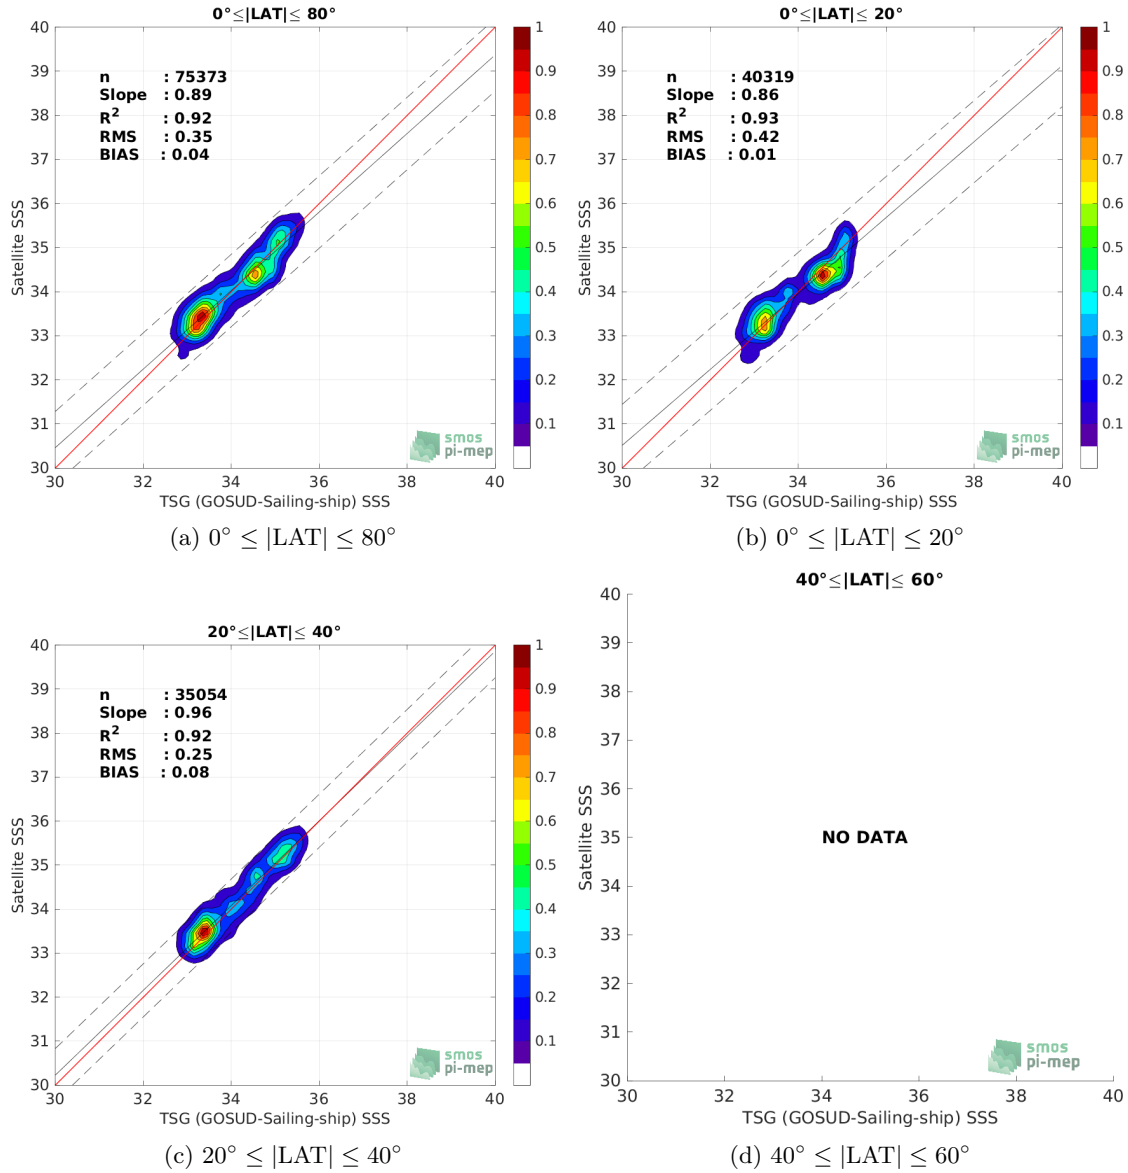 0°≤|LAT|≤ 80°
n : 75373
Slope : 0.89
R² : 0.92
RMS : 0.35
BIAS : 0.04
40
39
38
37
36
35
34
33
32
31
30
Satellite SSS
30 32 34 36 38 40
TSG (GOSUD-Sailing-ship) SSS
1
0.9
0.8
0.7
0.6
0.5
0.4
0.3
0.2
0.1
smos
pi-mep
(a) 0° ≤ |LAT| ≤ 80°
0°≤|LAT|≤ 20°
n : 40319
Slope : 0.86
R² : 0.93
RMS : 0.42
BIAS : 0.01
40
39
38
37
36
35
34
33
32
31
30
Satellite SSS
30 32 34 36 38 40
TSG (GOSUD-Sailing-ship) SSS
1
0.9
0.8
0.7
0.6
0.5
0.4
0.3
0.2
0.1
smos
pi-mep
(b) 0° ≤ |LAT| ≤ 20°
20°≤|LAT|≤ 40°
n : 35054
Slope : 0.96
R² : 0.92
RMS : 0.25
BIAS : 0.08
40
39
38
37
36
35
34
33
32
31
30
Satellite SSS
30 32 34 36 38 40
TSG (GOSUD-Sailing-ship) SSS
1
0.9
0.8
0.7
0.6
0.5
0.4
0.3
0.2
0.1
smos
pi-mep
(c) 20° ≤ |LAT| ≤ 40°
40°≤|LAT|≤ 60°
40
39
38
37
36
35
34
33
32
31
30
Satellite SSS
NO DATA
30 32 34 36 38 40
TSG (GOSUD-Sailing-ship) SSS
smos
pi-mep
(d) 40° ≤ |LAT| ≤ 60°